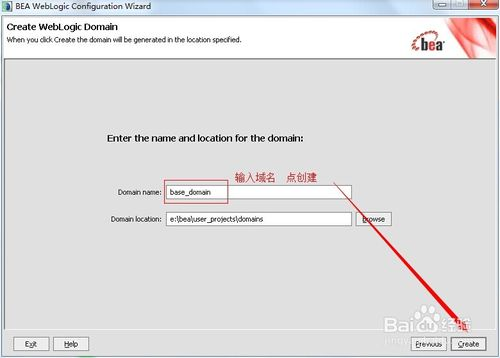 BEA WebLogic Configuration Wizard
Create WebLogic Domain
When you click Create the domain will be generated in the location specified.
bea
Enter the name and location for the domain:
输入域名 点创建
Domain name: base_domain
Domain location: e:\bea\user_projects\domains Browse
Baidu 经验
Exit Help Previous Create